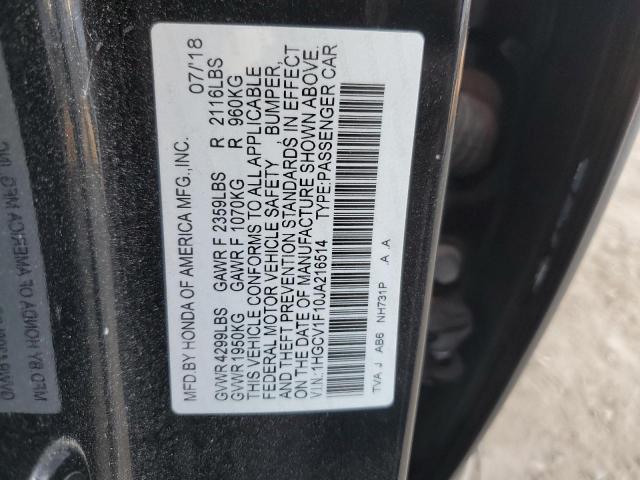 MFD BY HONDA OF AMERICA MFG.,INC. 07/18
GVWR 4299LBS GAWR F 2359LBS R 2116LBS
GVWR 1950KG GAWR F 1070KG R 960KG
THIS VEHICLE CONFORMS TO ALL APPLICABLE
FEDERAL MOTOR VEHICLE SAFETY, BUMPER,
AND THEFT PREVENTION STANDARDS IN EFFECT
ON THE DATE OF MANUFACTURE SHOWN ABOVE.
V.I.N.:1HGCV1F10JA216514 TYPE:PASSENGER CAR
TVA J AB6 NH731P .A .A